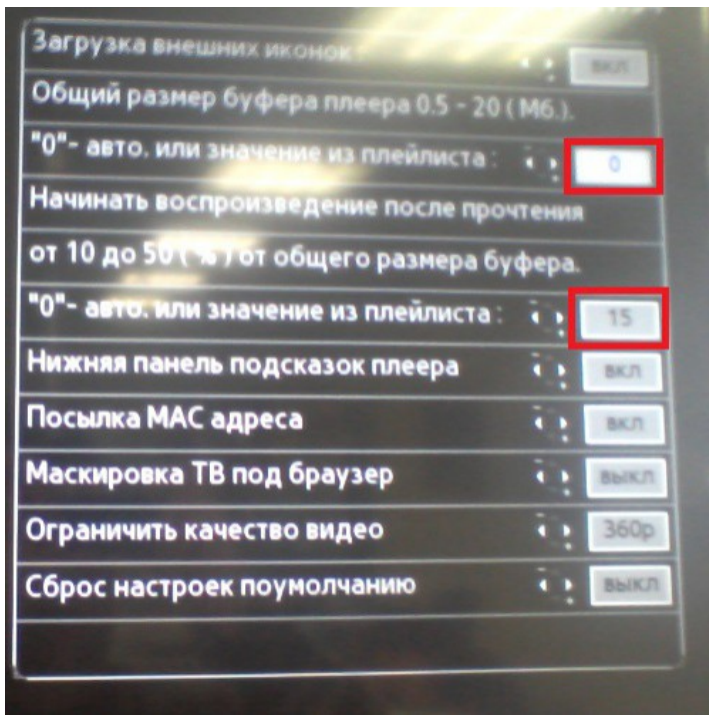 Загрузка внешних иконок : вкл
Общий размер буфера плеера 0.5 - 20 ( Мб.).
"0"- авто. или значение из плейлиста : 0
Начинать воспроизведение после прочтения
от 10 до 50 ( % ) от общего размера буфера.
"0"- авто. или значение из плейлиста : 15
Нижняя панель подсказок плеера вкл
Посылка МАС адреса вкл
Маскировка ТВ под браузер выкл
Ограничить качество видео 360p
Сброс настроек поумолчанию выкл